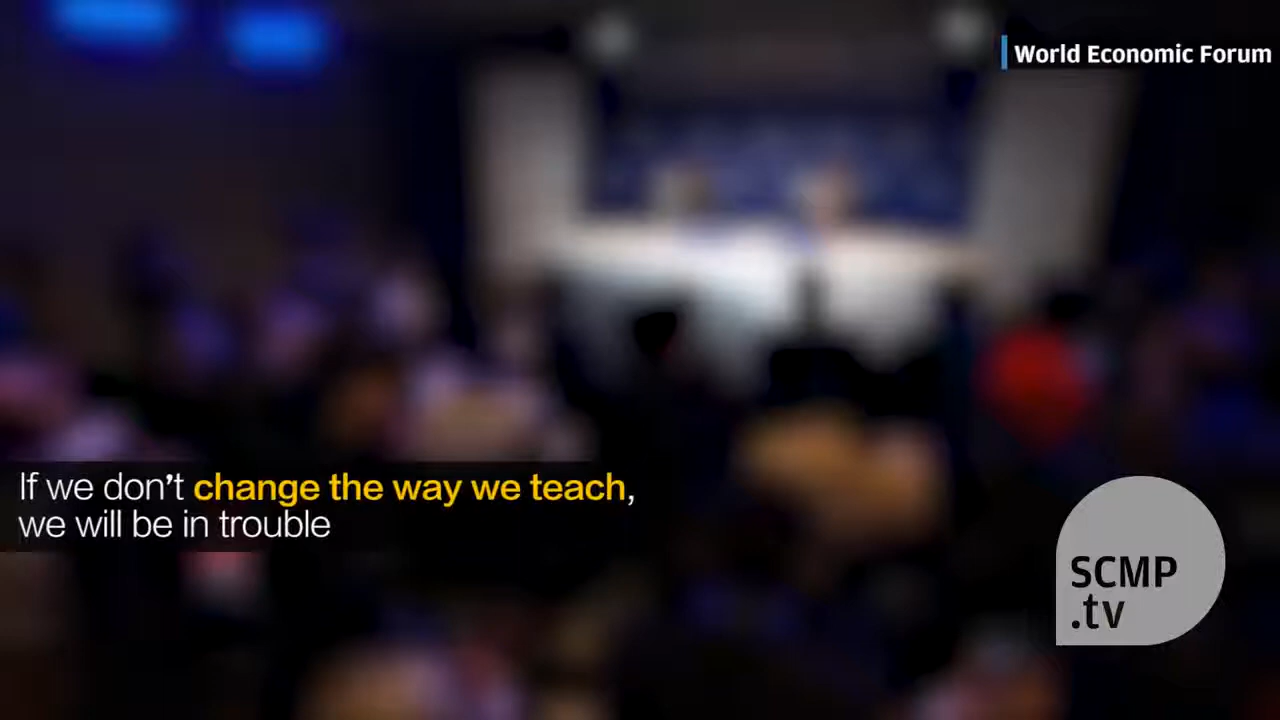 World Economic Forum
If we don't change the way we teach,
we will be in trouble
SCMP
.tv